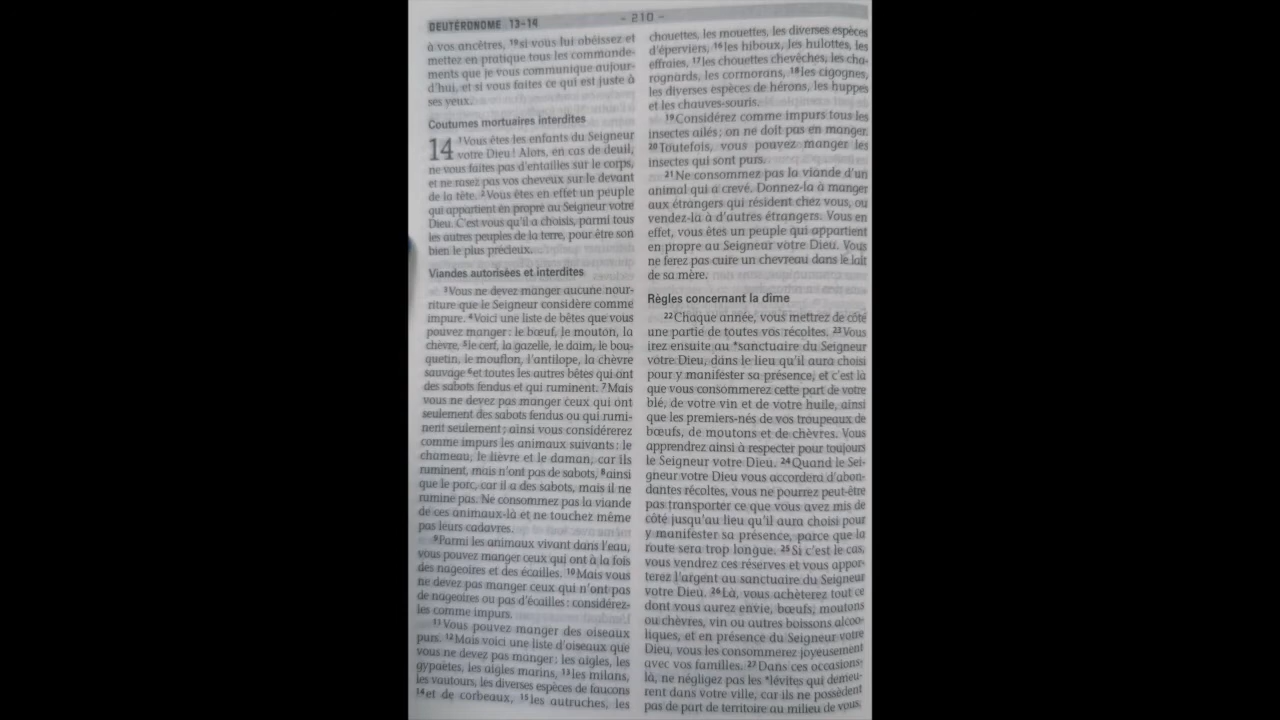 DEUTÉRONOME 13-14
- 210 -
à vos ancêtres, 19si vous lui obéissez et
mettez en pratique tous les commande-
ments que je vous communique aujour-
d'hui, et si vous faites ce qui est juste à
ses yeux.
Coutumes mortuaires interdites
14 1Vous êtes les enfants du Seigneur
votre Dieu! Alors, en cas de deuil,
ne vous faites pas d'entailles sur le corps,
et ne rasez pas vos cheveux sur le devant
de la tête. 2Vous êtes en effet un peuple
qui appartient en propre au Seigneur votre
Dieu. C'est vous qu'il a choisis, parmi tous
les autres peuples de la terre, pour être son
bien le plus précieux.
Viandes autorisées et interdites
3Vous ne devez manger aucune nour-
riture que le Seigneur considère comme
impure. 4Voici une liste de bêtes que vous
pouvez manger: le bœuf, le mouton, la
chèvre, 5le cerf, la gazelle, le daim, le bou-
quetin, le mouflon, l'antilope, la chèvre
sauvage 6et toutes les autres bêtes qui ont
des sabots fendus et qui ruminent. 7Mais
vous ne devez pas manger ceux qui ont
seulement des sabots fendus ou qui rumi-
nent seulement; ainsi vous considérerez
comme impurs les animaux suivants: le
chameau, le lièvre et le daman, car ils
ruminent, mais n'ont pas de sabots, 8ainsi
que le porc, car il a des sabots, mais il ne
rumine pas. Ne consommez pas la viande
de ces animaux-là et ne touchez même
pas leurs cadavres.
9Parmi les animaux vivant dans l'eau,
vous pouvez manger ceux qui ont à la fois
des nageoires et des écailles. 10Mais vous
ne devez pas manger ceux qui n'ont pas
de nageoires ou pas d'écailles: considérez-
les comme impurs.
11Vous pouvez manger des oiseaux
purs. 12Mais voici une liste d'oiseaux que
vous ne devez pas manger: les aigles, les
gypaètes, les aigles marins, 13les milans,
les vautours, les diverses espèces de faucons
14et de corbeaux, 15les autruches, les
chouettes, les mouettes, les diverses espèces
d'éperviers, 16les hiboux, les hulottes, les
effraies, 17les chouettes chevêches, les cha-
rognards, les cormorans, 18les cigognes,
les diverses espèces de hérons, les huppes
et les chauves-souris.
19Considérez comme impurs tous les
insectes ailés; on ne doit pas en manger.
20Toutefois, vous pouvez manger les
insectes qui sont purs.
21Ne consommez pas la viande d'un
animal qui a crevé. Donnez-la à manger
aux étrangers qui résident chez vous, ou
vendez-la à d'autres étrangers. Vous en
effet, vous êtes un peuple qui appartient
en propre au Seigneur votre Dieu. Vous
ne ferez pas cuire un chevreau dans le lait
de sa mère.
Règles concernant la dîme
22Chaque année, vous mettrez de côté
une partie de toutes vos récoltes. 23Vous
irez ensuite au *sanctuaire du Seigneur
votre Dieu, dans le lieu qu'il aura choisi
pour y manifester sa présence, et c'est là
que vous consommerez cette part de votre
blé, de votre vin et de votre huile, ainsi
que les premiers-nés de vos troupeaux de
bœufs, de moutons et de chèvres. Vous
apprendrez ainsi à respecter pour toujours
le Seigneur votre Dieu. 24Quand le Sei-
gneur votre Dieu vous accordera d'abon-
dantes récoltes, vous ne pourrez peut-être
pas transporter ce que vous avez mis de
côté jusqu'au lieu qu'il aura choisi pour
y manifester sa présence, parce que la
route sera trop longue. 25Si c'est le cas,
vous vendrez ces réserves et vous appor-
terez l'argent au sanctuaire du Seigneur
votre Dieu. 26Là, vous achèterez tout ce
dont vous aurez envie, bœufs, moutons
ou chèvres, vin ou autres boissons alcoo-
liques, et en présence du Seigneur votre
Dieu, vous les consommerez joyeusement
avec vos familles. 27Dans ces occasions-
là, ne négligez pas les *lévites qui demeu-
rent dans votre ville, car ils ne possèdent
pas de part de territoire au milieu de vous.